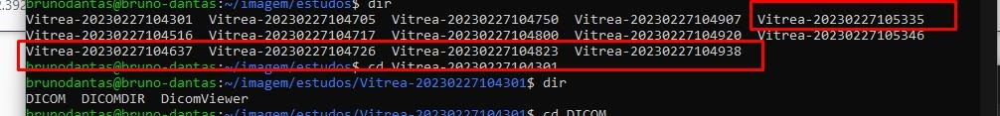 2.392
brunodantas@bruno-dantas:~/imagem/estudos$ dir
Vitrea-20230227104301 Vitrea-20230227104705 Vitrea-20230227104750 Vitrea-20230227104907 Vitrea-20230227105335
Vitrea-20230227104516 Vitrea-20230227104717 Vitrea-20230227104800 Vitrea-20230227104920 Vitrea-20230227105346
Vitrea-20230227104637 Vitrea-20230227104726 Vitrea-20230227104823 Vitrea-20230227104938
brunodantas@bruno-dantas:~/imagem/estudos$ cd Vitrea-20230227104301
brunodantas@bruno-dantas:~/imagem/estudos/Vitrea-20230227104301$ dir
DICOM DICOMDIR DicomViewer
brunodantas@bruno-dantas:~/imagem/estudos/Vitrea-20230227104301$ cd DICOM